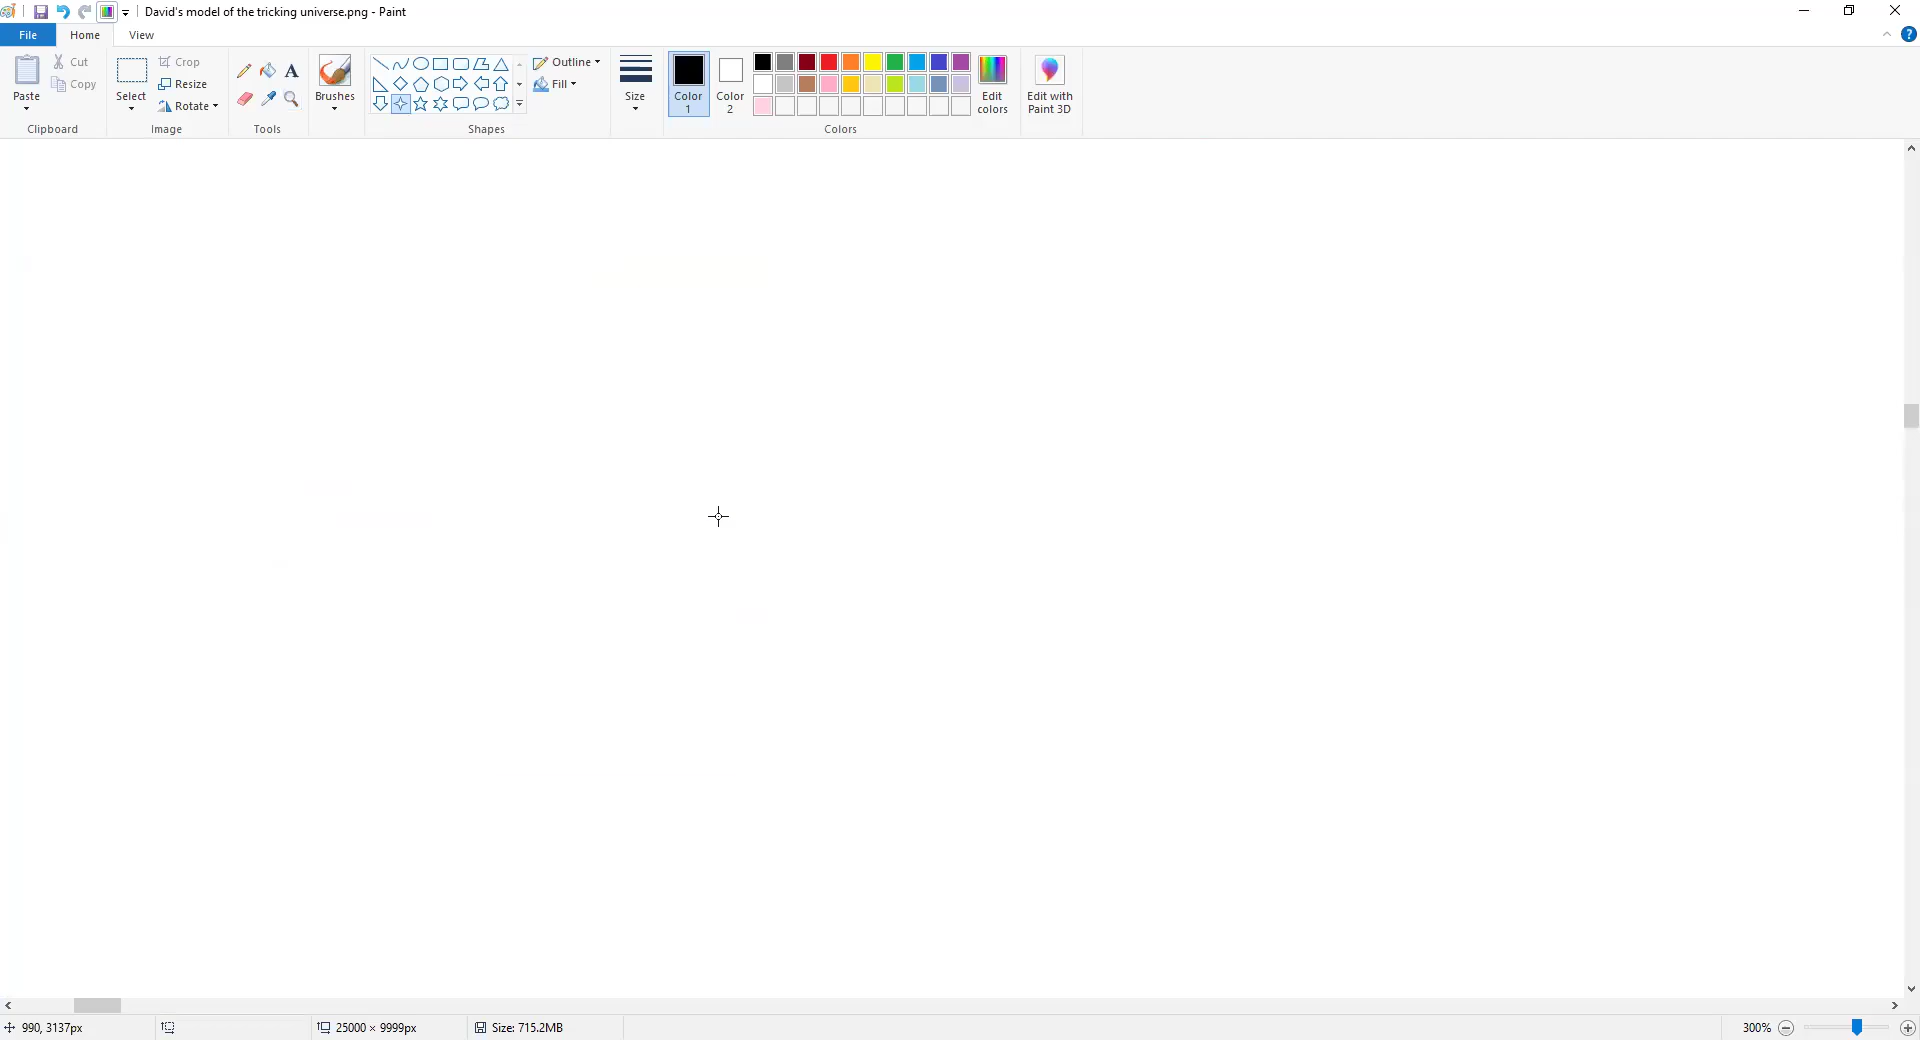 David's model of the tricking universe.png - Paint
File Home View
Paste
Cut
Copy
Clipboard
Select
Crop
Resize
Rotate
Image
A
Tools
Brushes
Outline
Fill
Shapes
Size
Color
1
Color
2
Edit
colors
Colors
Edit with
Paint 3D
990, 3137px 25000 × 9999px Size: 715.2MB 300%